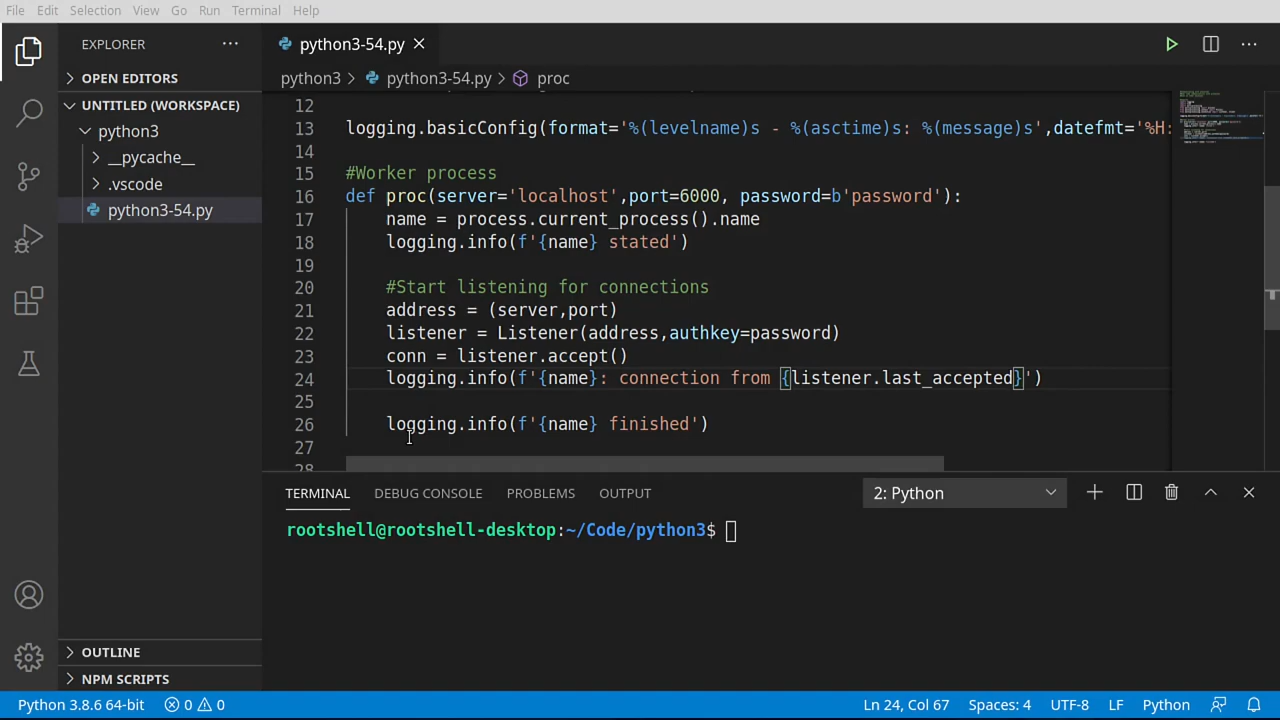 File Edit Selection View Go Run Terminal Help
EXPLORER
python3-54.py
OPEN EDITORS
python3 > python3-54.py > proc
UNTITLED (WORKSPACE)
python3
__pycache__
.vscode
python3-54.py
12
13 logging.basicConfig(format='%(levelname)s - %(asctime)s: %(message)s',datefmt='%H:
14
15 #Worker process
16 def proc(server='localhost',port=6000, password=b'password'):
17 name = process.current_process().name
18 logging.info(f'{name} stated')
19
20 #Start listening for connections
21 address = (server,port)
22 listener = Listener(address,authkey=password)
23 conn = listener.accept()
24 logging.info(f'{name}: connection from {listener.last_accepted}')
25
26 logging.info(f'{name} finished')
27
28
TERMINAL DEBUG CONSOLE PROBLEMS OUTPUT 2: Python
rootshell@rootshell-desktop:~/Code/python3$
OUTLINE
NPM SCRIPTS
Python 3.8.6 64-bit 0 0 Ln 24, Col 67 Spaces: 4 UTF-8 LF Python